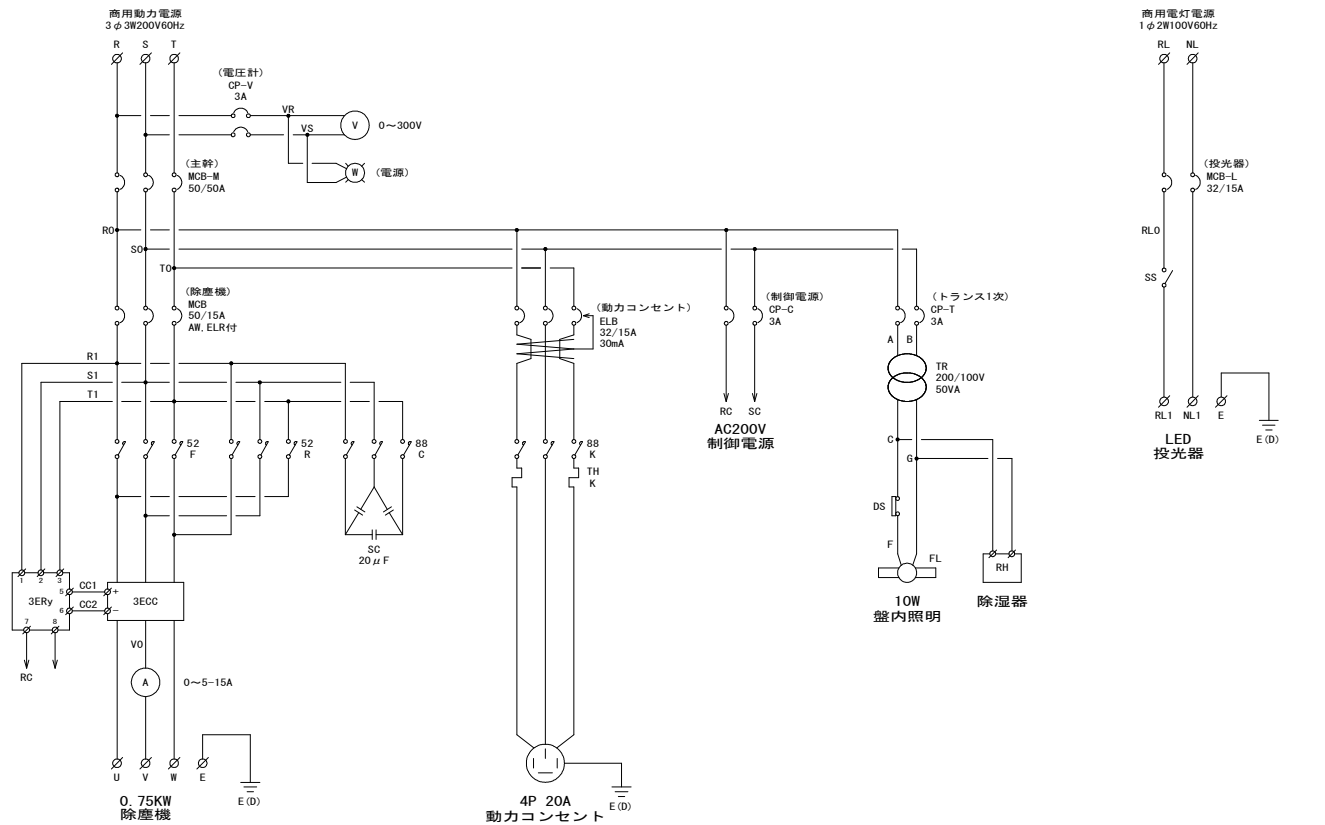 商用動力電源
3φ3W200V60Hz
R S T
(電圧計)
CP-V
3A
VR
VS
V
0～300V
W
(電源)
(主幹)
MCB-M
50/50A
R0
S0
T0
(除塵機)
MCB
50/15A
AW,ELR付
R1
S1
T1
52
F
52
R
88
C
SC
20μF
1 2 3
3ERy
5
6
7 8
CC1
CC2
+
-
3ECC
RC
V0
A
0～5-15A
U V W E
E(D)
0.75KW
除塵機
(動力コンセント)
ELB
32/15A
30mA
88
K
TH
K
4P 20A
動力コンセント
E(D)
(制御電源)
CP-C
3A
RC SC
AC200V
制御電源
(トランス1次)
CP-T
3A
A B
TR
200/100V
50VA
C
G
DS
F
FL
10W
盤内照明
RH
除湿器
商用電灯電源
1φ2W100V60Hz
RL NL
(投光器)
MCB-L
32/15A
RL0
SS
RL1 NL1 E
E(D)
LED
投光器